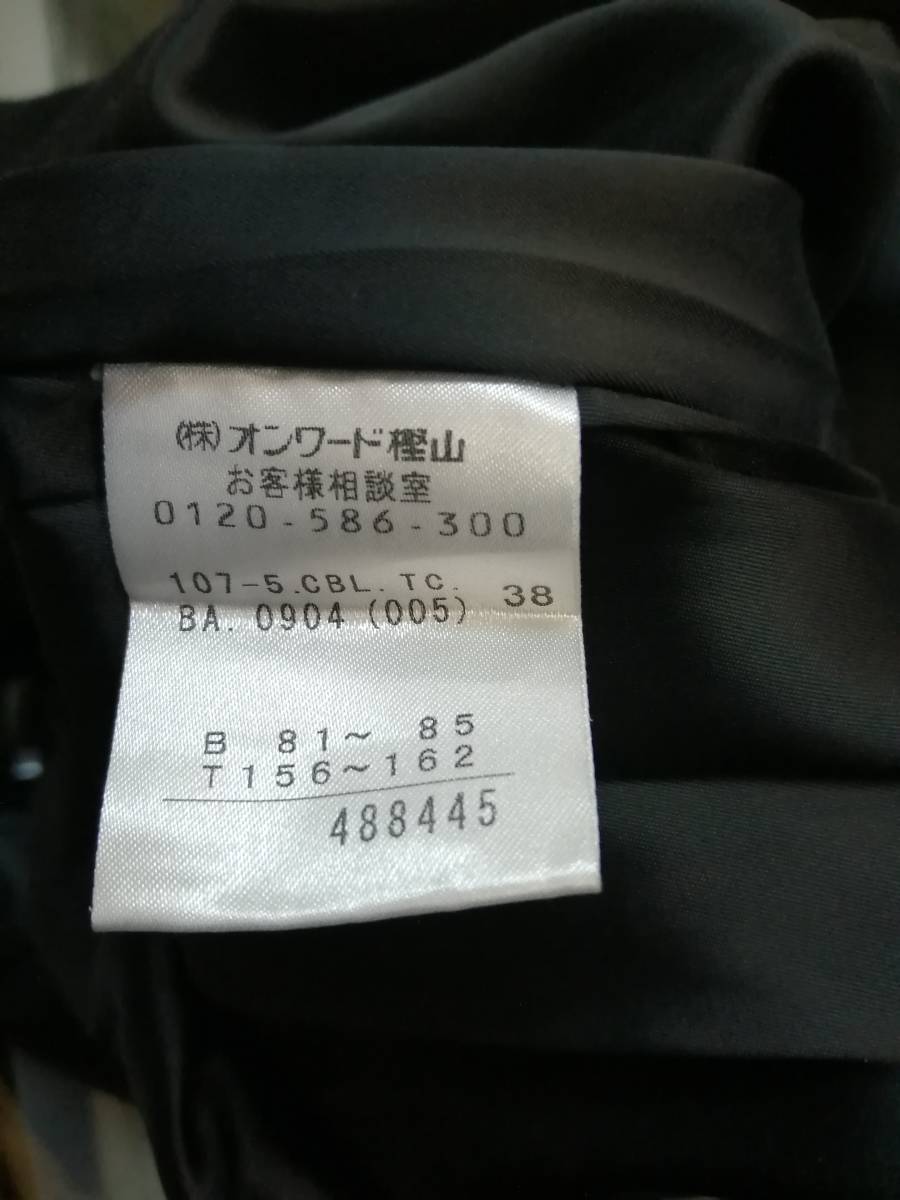 (株)オンワード樫山
お客様相談室
0120-586-300
107-5.CBL.TC. 38
BA. 0904 (005)
B 81~ 85
T156~162
488445